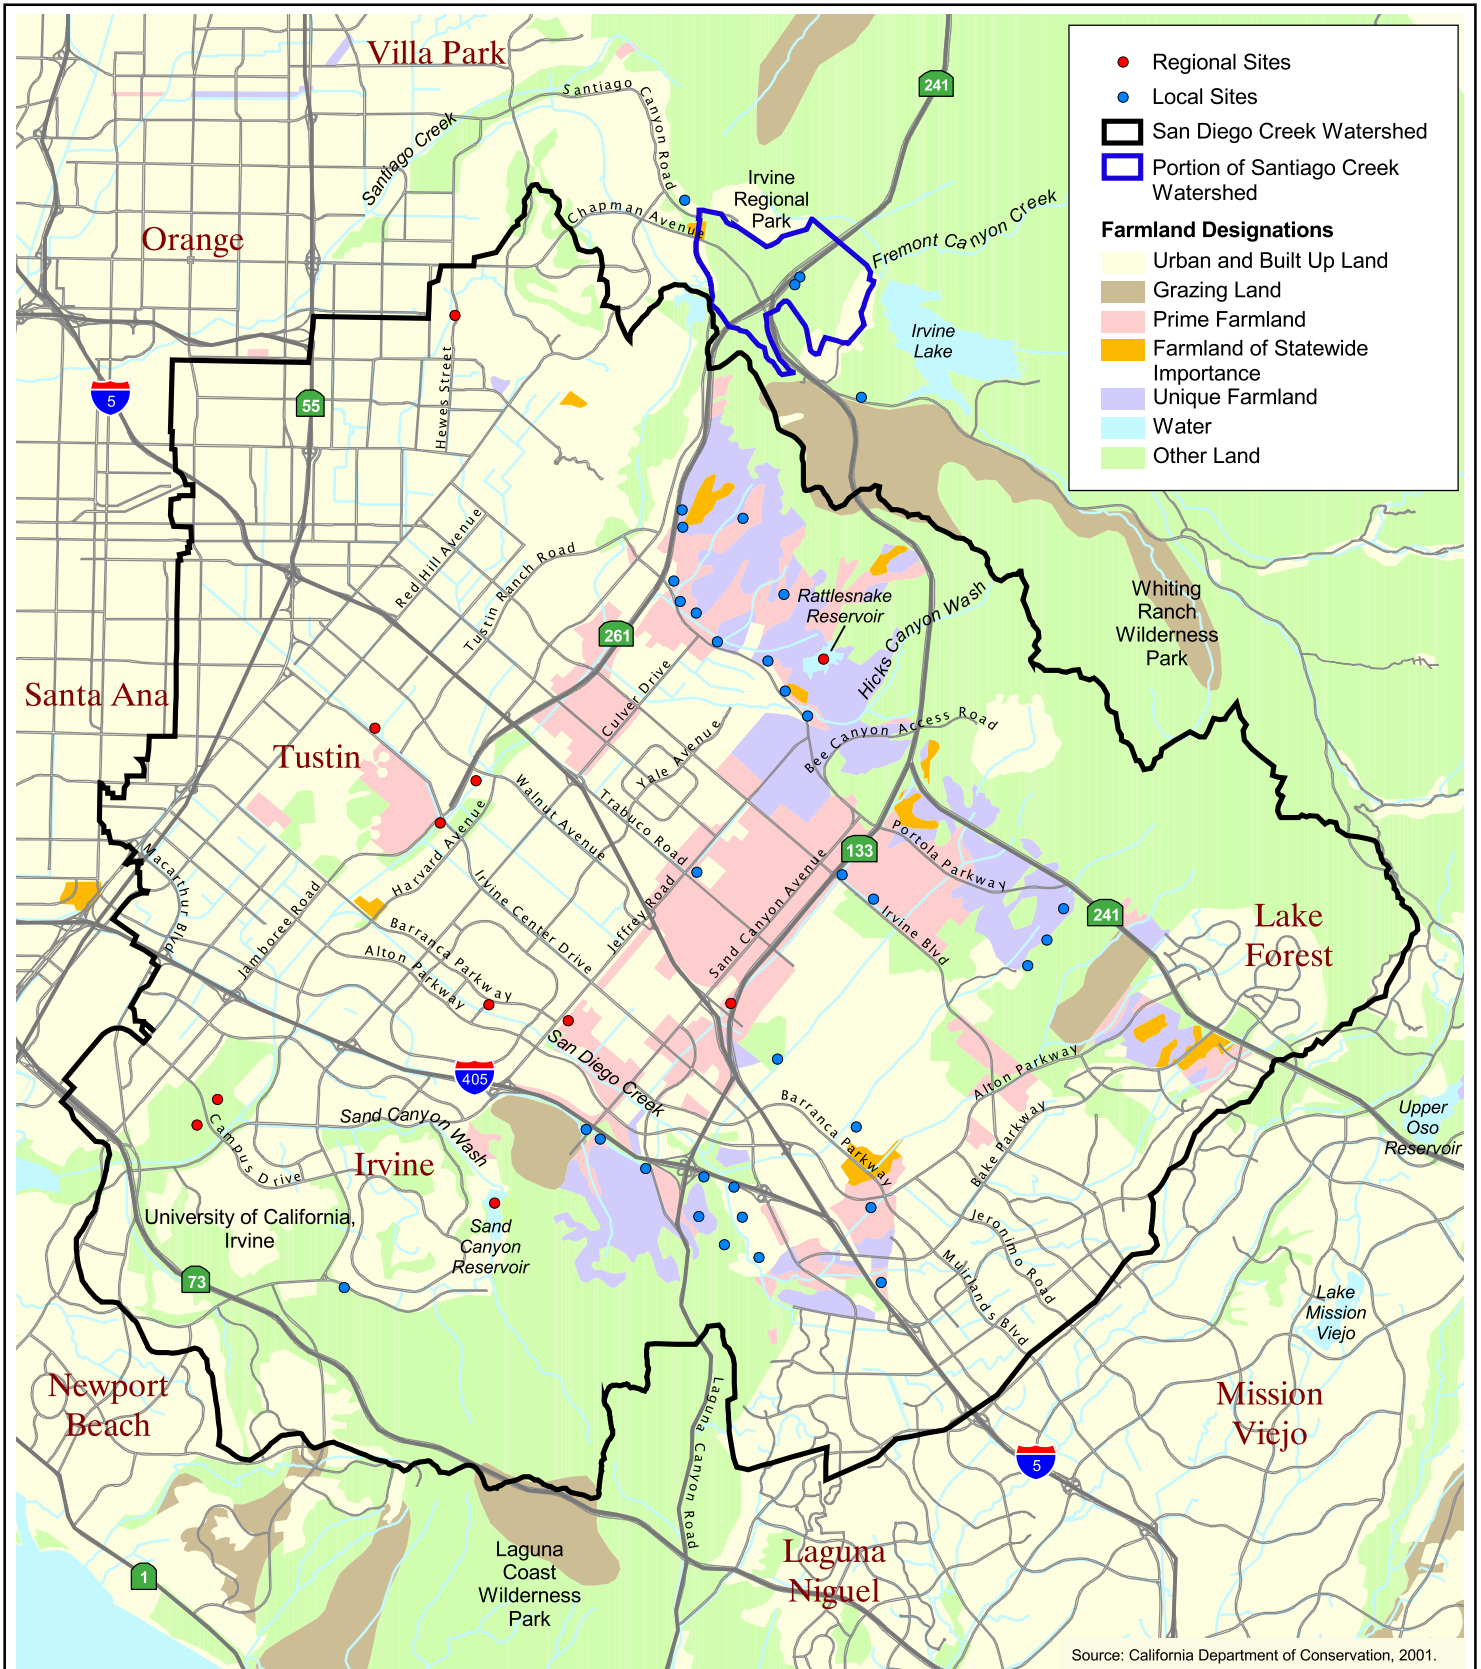 Villa Park
Santiago Canyon Road
Santiago Creek
241
Irvine
Regional
Park
Chapman Avenue
Fremont Canyon Creek
Orange
Irvine
Lake
Hewes Street
5
55
Regional Sites
Local Sites
San Diego Creek Watershed
Portion of Santiago Creek
Watershed
Farmland Designations
Urban and Built Up Land
Grazing Land
Prime Farmland
Farmland of Statewide
Importance
Unique Farmland
Water
Other Land
Red Hill Avenue
Tustin Ranch Road
Rattlesnake
Reservoir
Hicks Canyon Wash
Whiting
Ranch
Wilderness
Park
261
Culver Drive
Santa Ana
Tustin
Yale Avenue
Bee Canyon Access Road
Walnut Avenue
Trabuco Road
Harvard Avenue
133
Portola Parkway
Macarthur Blvd
Jamboree Road
Irvine Center Drive
Jeffrey Road
Sand Canyon Avenue
Irvine Blvd
241
Lake
Forest
Barranca Parkway
Alton Parkway
San Diego Creek
405
Alton Parkway
Barranca Parkway
Bake Parkway
Sand Canyon Wash
Campus Drive
Irvine
Upper
Oso
Reservoir
University of California,
Irvine
Sand
Canyon
Reservoir
Jeronimo Road
Muirlands Blvd
73
Lake
Mission
Viejo
Newport
Beach
Laguna Canyon Road
Mission
Viejo
5
Laguna
Coast
Wilderness
Park
Laguna
Niguel
1
Source: California Department of Conservation, 2001.